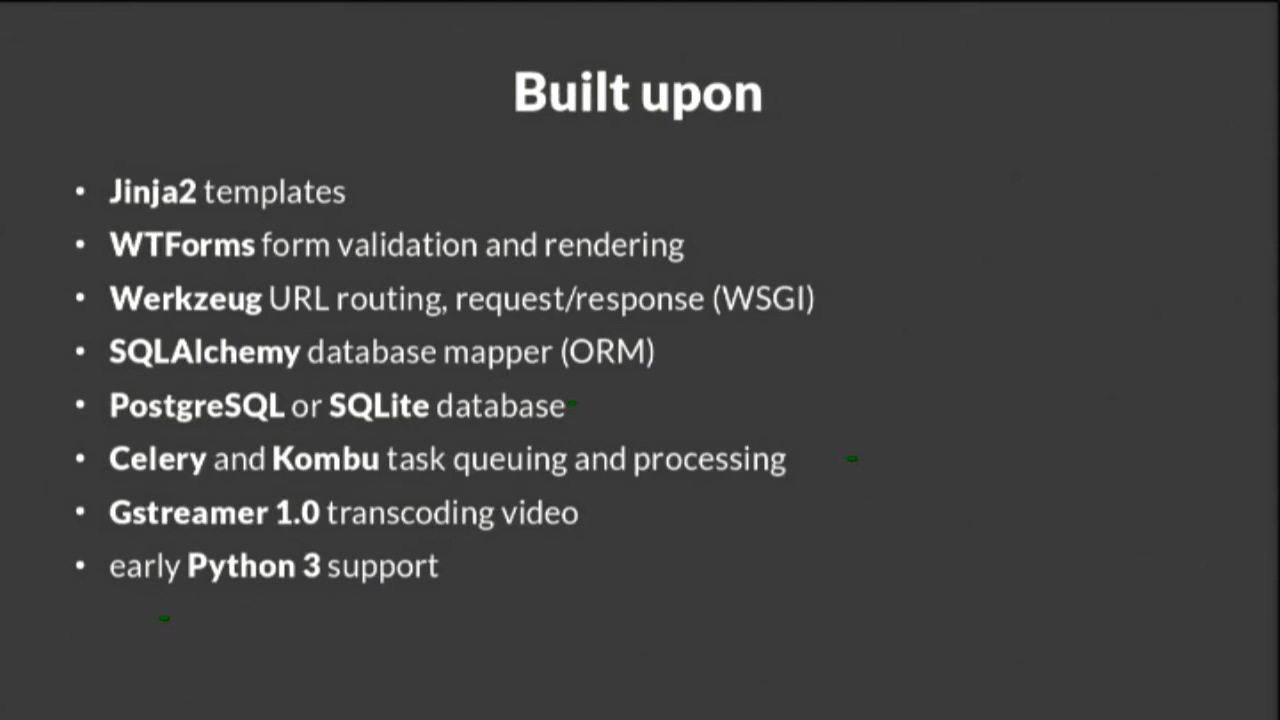 Built upon
• Jinja2 templates
• WTForms form validation and rendering
• Werkzeug URL routing, request/response (WSGI)
• SQLAlchemy database mapper (ORM)
• PostgreSQL or SQLite database
• Celery and Kombu task queuing and processing
• Gstreamer 1.0 transcoding video
• early Python 3 support